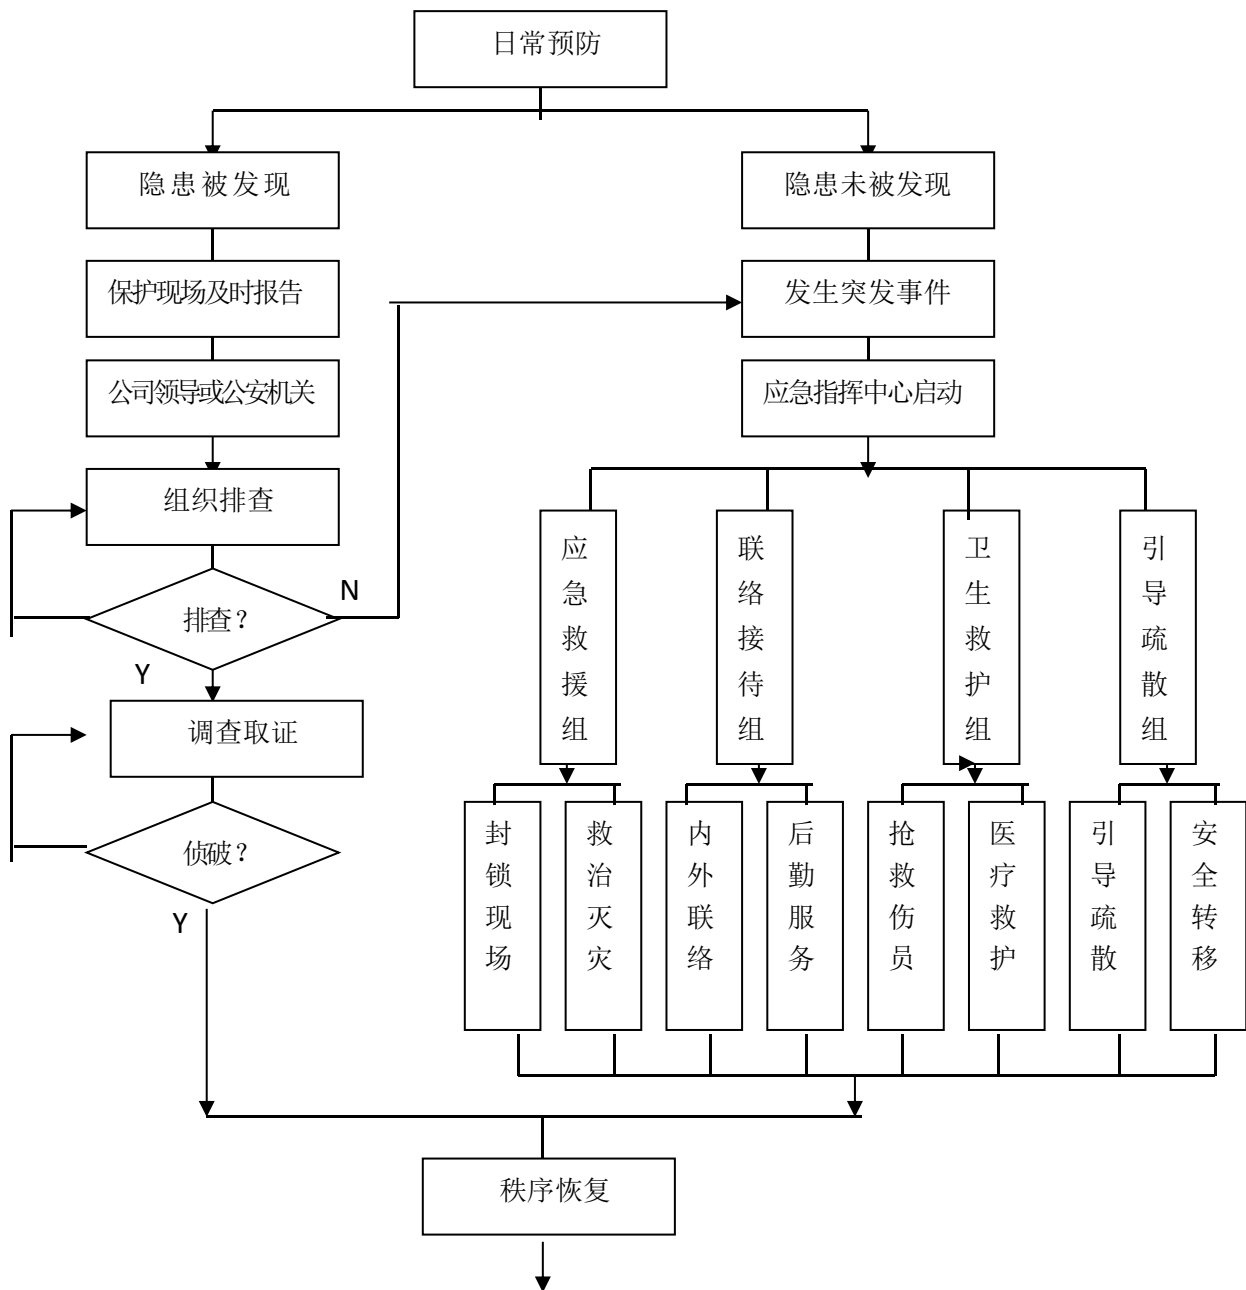 日常预防
隐患被发现
隐患未被发现
保护现场及时报告
发生突发事件
公司领导或公安机关
应急指挥中心启动
组织排查
排查？
N
Y
应急救援组
联络接待组
卫生救护组
引导疏散组
调查取证
侦破？
Y
封锁现场
救治灭灾
内外联络
后勤服务
抢救伤员
医疗救护
引导疏散
安全转移
秩序恢复